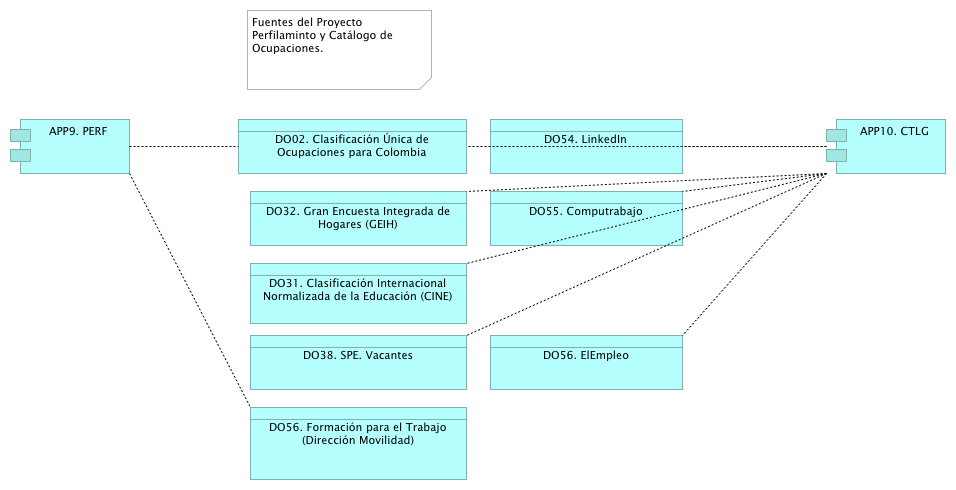 Fuentes del Proyecto
Perfilaminto y Catálogo de
Ocupaciones.
APP9. PERF
DO02. Clasificación Única de
Ocupaciones para Colombia
DO54. LinkedIn
APP10. CTLG
DO32. Gran Encuesta Integrada de
Hogares (GEIH)
DO55. Computrabajo
DO31. Clasificación Internacional
Normalizada de la Educación (CINE)
DO38. SPE. Vacantes
DO56. ElEmpleo
DO56. Formación para el Trabajo
(Dirección Movilidad)